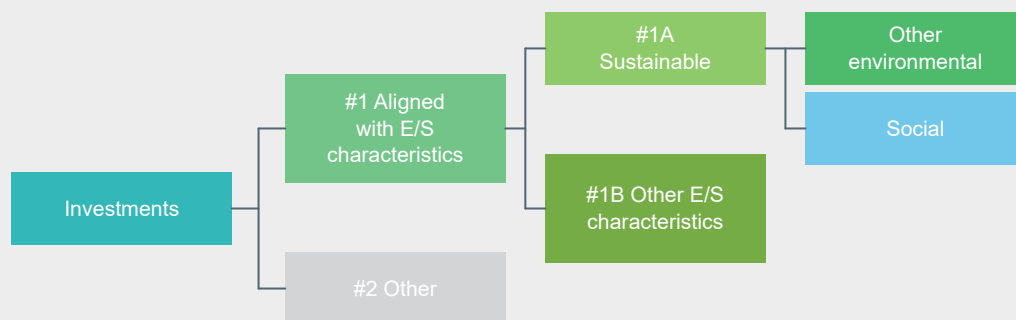 Investments
#1 Aligned
with E/S
characteristics
#2 Other
#1A
Sustainable
#1B Other E/S
characteristics
Other
environmental
Social